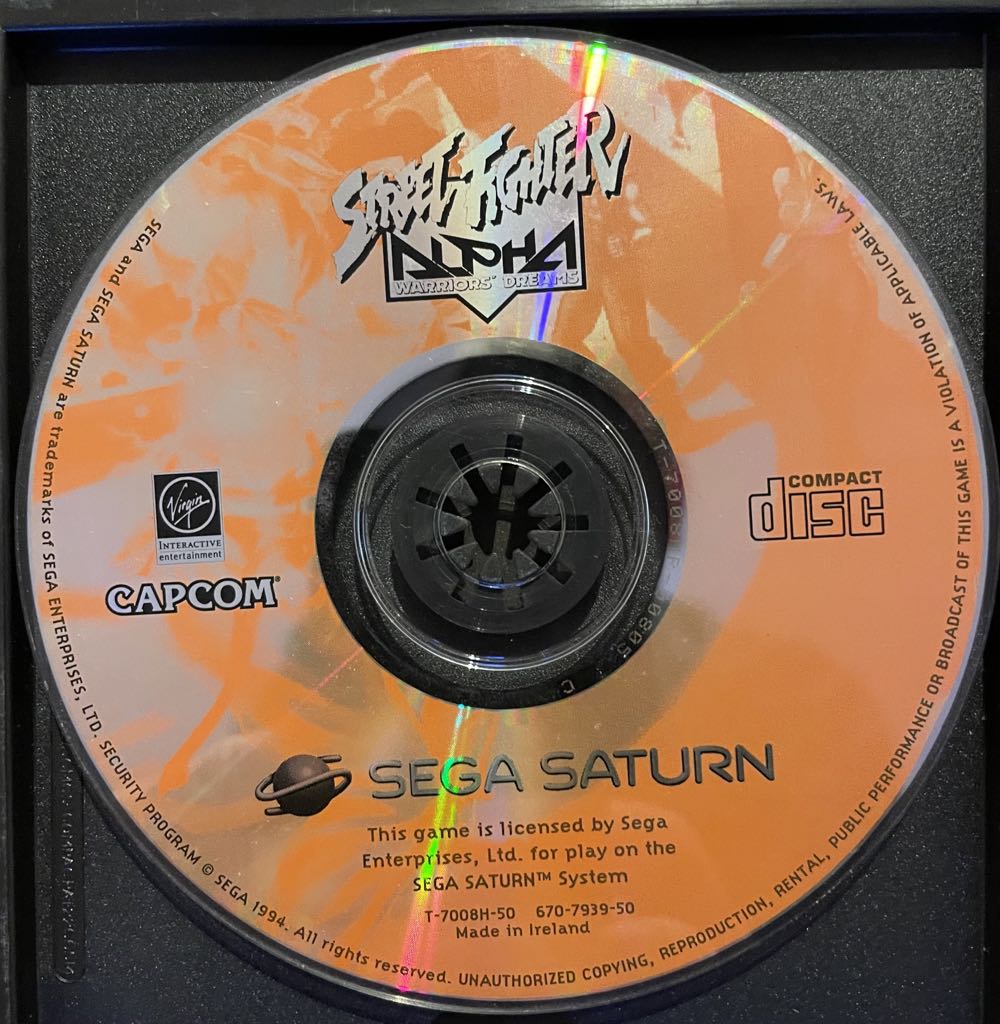 STREET FIGHTER
ALPHA
WARRIORS' DREAMS
Virgin
INTERACTIVE
entertainment
CAPCOM®
COMPACT
disc
SEGA SATURN
This game is licensed by Sega
Enterprises, Ltd. for play on the
SEGA SATURN™ System
T-7008H-50 670-7939-50
Made in Ireland
SEGA and SEGA SATURN are trademarks of SEGA ENTERPRISES, LTD. SECURITY PROGRAM © SEGA 1994. All rights reserved. UNAUTHORIZED COPYING, REPRODUCTION, RENTAL, PUBLIC PERFORMANCE OR BROADCAST OF THIS GAME IS A VIOLATION OF APPLICABLE LAWS.